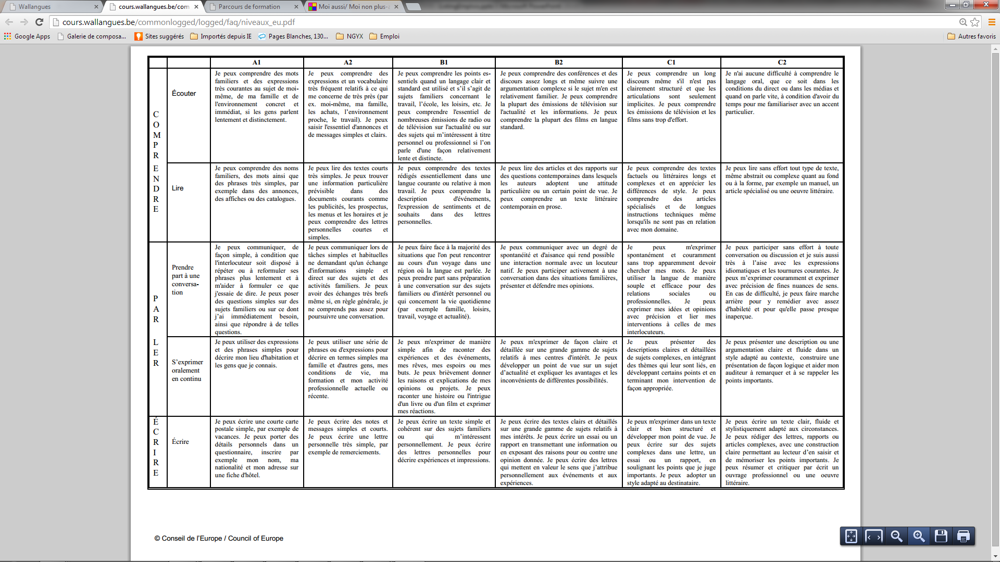 Wallangues
cours.wallangues.be/com
Parcours de formation
Moi aussi/ Moi non plus-
cours.wallangues.be/commonlogged/logged/faq/niveaux_eu.pdf
Google Apps
Galerie de composa...
Sites suggérés
Importés depuis IE
Pages Blanches, 130...
NGYX
Emploi
Autres favoris
A1
A2
B1
B2
C1
C2
C
O
M
P
R
E
N
D
R
E
Écouter
Je peux comprendre des mots
familiers et des expressions
très courantes au sujet de moi-
même, de ma famille et de
l'environnement concret et
immédiat, si les gens parlent
lentement et distinctement.
Je peux comprendre des
expressions et un vocabulaire
très fréquent relatifs à ce qui
me concerne de très près (par
ex. moi-même, ma famille,
les achats, l'environnement
proche, le travail). Je peux
saisir l'essentiel d'annonces et
de messages simples et clairs.
Je peux comprendre les points es-
sentiels quand un langage clair et
standard est utilisé et s'il s'agit de
sujets familiers concernant le
travail, l'école, les loisirs, etc. Je
peux comprendre l'essentiel de
nombreuses émissions de radio ou
de télévision sur l'actualité ou sur
des sujets qui m'intéressent à titre
personnel ou professionnel si l'on
parle d'une façon relativement
lente et distincte.
Je peux comprendre des conférences et des
discours assez longs et même suivre une
argumentation complexe si le sujet m'en est
relativement familier. Je peux comprendre
la plupart des émissions de télévision sur
l'actualité et les informations. Je peux
comprendre la plupart des films en langue
standard.
Je peux comprendre un long
discours même s'il n'est pas
clairement structuré et que les
articulations sont seulement
implicites. Je peux comprendre
les émissions de télévision et les
films sans trop d'effort.
Je n'ai aucune difficulté à comprendre le
langage oral, que ce soit dans les
conditions du direct ou dans les médias et
quand on parle vite, à condition d'avoir du
temps pour me familiariser avec un accent
particulier.
Lire
Je peux comprendre des noms
familiers, des mots ainsi que
des phrases très simples, par
exemple dans des annonces,
des affiches ou des catalogues.
Je peux lire des textes courts
très simples. Je peux trouver
une information particulière
prévisible dans des
documents courants comme
les publicités, les prospectus,
les menus et les horaires et je
peux comprendre des lettres
personnelles courtes et
simples.
Je peux comprendre des textes
rédigés essentiellement dans une
langue courante ou relative à mon
travail. Je peux comprendre la
description d'événements,
l'expression de sentiments et de
souhaits dans des lettres
personnelles.
Je peux lire des articles et des rapports sur
des questions contemporaines dans lesquels
les auteurs adoptent une attitude
particulière ou un certain point de vue. Je
peux comprendre un texte littéraire
contemporain en prose.
Je peux comprendre des textes
factuels ou littéraires longs et
complexes et en apprécier les
différences de style. Je peux
comprendre des articles
spécialisés et de longues
instructions techniques même
lorsqu'ils ne sont pas en relation
avec mon domaine.
Je peux lire sans effort tout type de texte,
même abstrait ou complexe quant au fond
ou à la forme, par exemple un manuel, un
article spécialisé ou une oeuvre littéraire.
P
A
R
L
E
R
Prendre
part à une
conversa-
tion
Je peux communiquer, de
façon simple, à condition que
l'interlocuteur soit disposé à
répéter ou à reformuler ses
phrases plus lentement et à
m'aider à formuler ce que
j'essaie de dire. Je peux poser
des questions simples sur des
sujets familiers ou sur ce dont
j'ai immédiatement besoin,
ainsi que répondre à de telles
questions.
Je peux communiquer lors de
tâches simples et habituelles
ne demandant qu'un échange
d'informations simple et
direct sur des sujets et des
activités familiers. Je peux
avoir des échanges très brefs
même si, en règle générale, je
ne comprends pas assez pour
poursuivre une conversation.
Je peux faire face à la majorité des
situations que l'on peut rencontrer
au cours d'un voyage dans une
région où la langue est parlée. Je
peux prendre part sans préparation
à une conversation sur des sujets
familiers ou d'intérêt personnel ou
qui concernent la vie quotidienne
(par exemple famille, loisirs,
travail, voyage et actualité).
Je peux communiquer avec un degré de
spontanéité et d'aisance qui rend possible
une interaction normale avec un locuteur
natif. Je peux participer activement à une
conversation dans des situations familières,
présenter et défendre mes opinions.
Je peux m'exprimer
spontanément et couramment
sans trop apparemment devoir
chercher mes mots. Je peux
utiliser la langue de manière
souple et efficace pour des
relations sociales ou
professionnelles. Je peux
exprimer mes idées et opinions
avec précision et lier mes
interventions à celles de mes
interlocuteurs.
Je peux participer sans effort à toute
conversation ou discussion et je suis aussi
très à l'aise avec les expressions
idiomatiques et les tournures courantes. Je
peux m'exprimer couramment et exprimer
avec précision de fines nuances de sens.
En cas de difficulté, je peux faire marche
arrière pour y remédier avec assez
d'habileté et pour qu'elle passe presque
inaperçue.
S'exprimer
oralement
en continu
Je peux utiliser des expressions
et des phrases simples pour
décrire mon lieu d'habitation et
les gens que je connais.
Je peux utiliser une série de
phrases ou d'expressions pour
décrire en termes simples ma
famille et d'autres gens, mes
conditions de vie, ma
formation et mon activité
professionnelle actuelle ou
récente.
Je peux m'exprimer de manière
simple afin de raconter des
expériences et des événements,
mes rêves, mes espoirs ou mes
buts. Je peux brièvement donner
les raisons et explications de mes
opinions ou projets. Je peux
raconter une histoire ou l'intrigue
d'un livre ou d'un film et exprimer
mes réactions.
Je peux m'exprimer de façon claire et
détaillée sur une grande gamme de sujets
relatifs à mes centres d'intérêt. Je peux
développer un point de vue sur un sujet
d'actualité et expliquer les avantages et les
inconvénients de différentes possibilités.
Je peux présenter des
descriptions claires et détaillées
de sujets complexes, en intégrant
des thèmes qui leur sont liés, en
développant certains points et en
terminant mon intervention de
façon appropriée.
Je peux présenter une description ou une
argumentation claire et fluide dans un
style adapté au contexte, construire une
présentation de façon logique et aider mon
auditeur à remarquer et à se rappeler les
points importants.
É
C
R
I
R
E
Écrire
Je peux écrire une courte carte
postale simple, par exemple de
vacances. Je peux porter des
détails personnels dans un
questionnaire, inscrire par
exemple mon nom, ma
nationalité et mon adresse sur
une fiche d'hôtel.
Je peux écrire des notes et
messages simples et courts.
Je peux écrire une lettre
personnelle très simple, par
exemple de remerciements.
Je peux écrire un texte simple et
cohérent sur des sujets familiers
ou qui m'intéressent
personnellement. Je peux écrire
des lettres personnelles pour
décrire expériences et impressions.
Je peux écrire des textes clairs et détaillés
sur une grande gamme de sujets relatifs à
mes intérêts. Je peux écrire un essai ou un
rapport en transmettant une information ou
en exposant des raisons pour ou contre une
opinion donnée. Je peux écrire des lettres
qui mettent en valeur le sens que j'attribue
personnellement aux événements et aux
expériences.
Je peux m'exprimer dans un texte
clair et bien structuré et
développer mon point de vue. Je
peux écrire sur des sujets
complexes dans une lettre, un
essai ou un rapport, en
soulignant les points que je juge
importants. Je peux adopter un
style adapté au destinataire.
Je peux écrire un texte clair, fluide et
stylistiquement adapté aux circonstances.
Je peux rédiger des lettres, rapports ou
articles complexes, avec une construction
claire permettant au lecteur d'en saisir et
de mémoriser les points importants. Je
peux résumer et critiquer par écrit un
ouvrage professionnel ou une oeuvre
littéraire.
© Conseil de l'Europe / Council of Europe